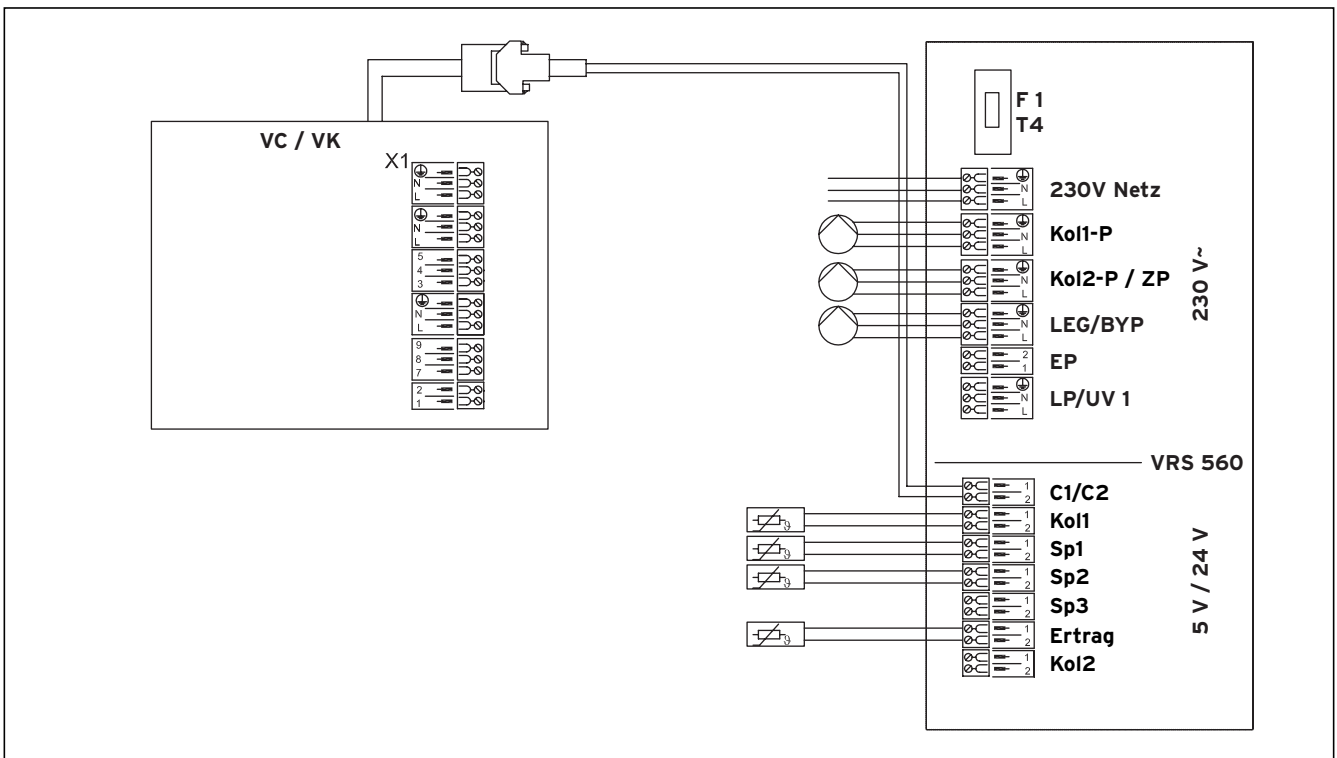 VC / VK
X1
N
L
N
L
5
4
3
N
L
9
8
7
2
1
F 1
T4
N
L
230V Netz
N
L
Kol1-P
N
L
Kol2-P / ZP
N
L
LEG/BYP
2
1
EP
N
L
LP/UV 1
230 V~
VRS 560
1
2
C1/C2
1
2
Kol1
ϑ
1
2
Sp1
ϑ
1
2
Sp2
ϑ
1
2
Sp3
1
2
Ertrag
ϑ
1
2
Kol2
5 V / 24 V